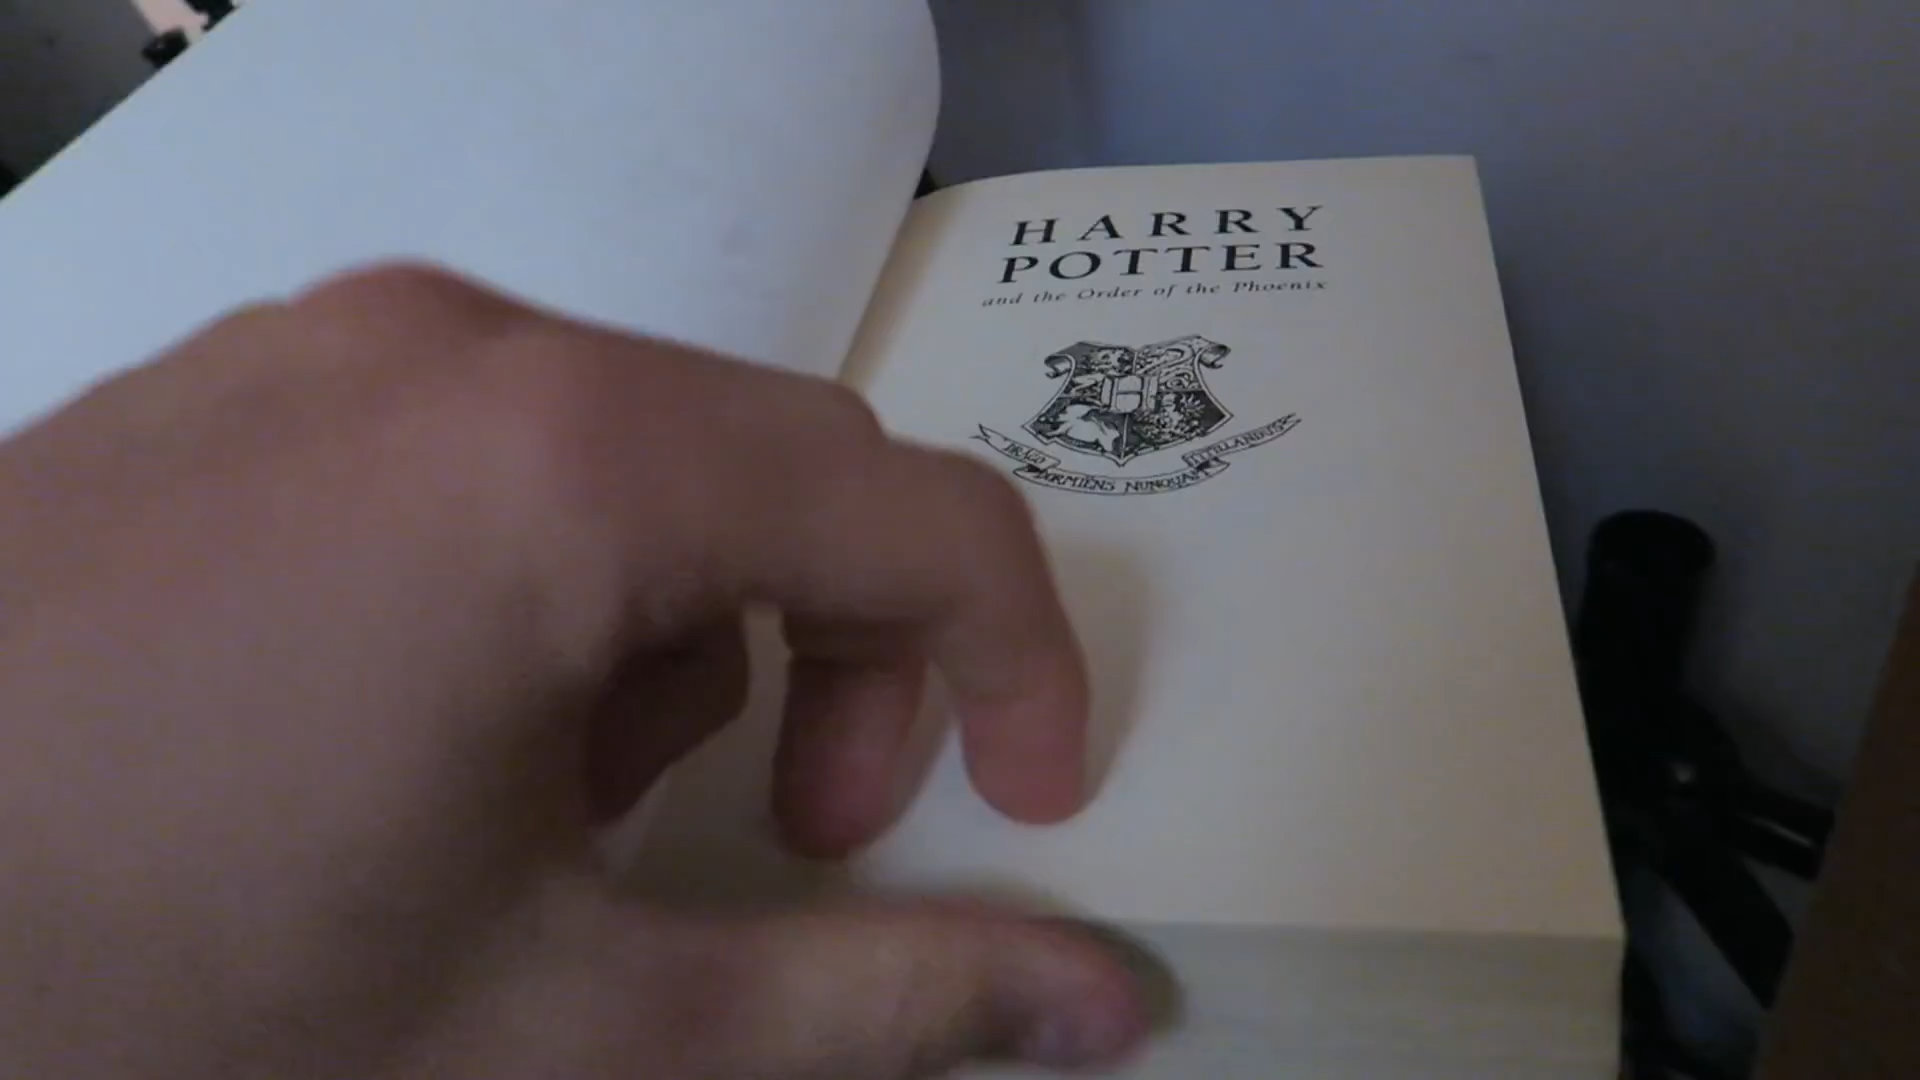 HARRY
POTTER
and the Order of the Phoenix
DRACO DORMIENS NUNQUAM TITILLANDUS